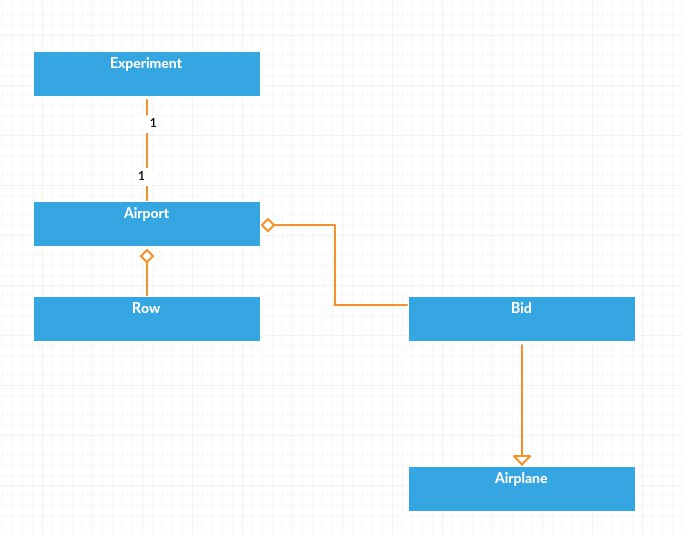 Experiment
1
1
Airport
Row
Bid
Airplane